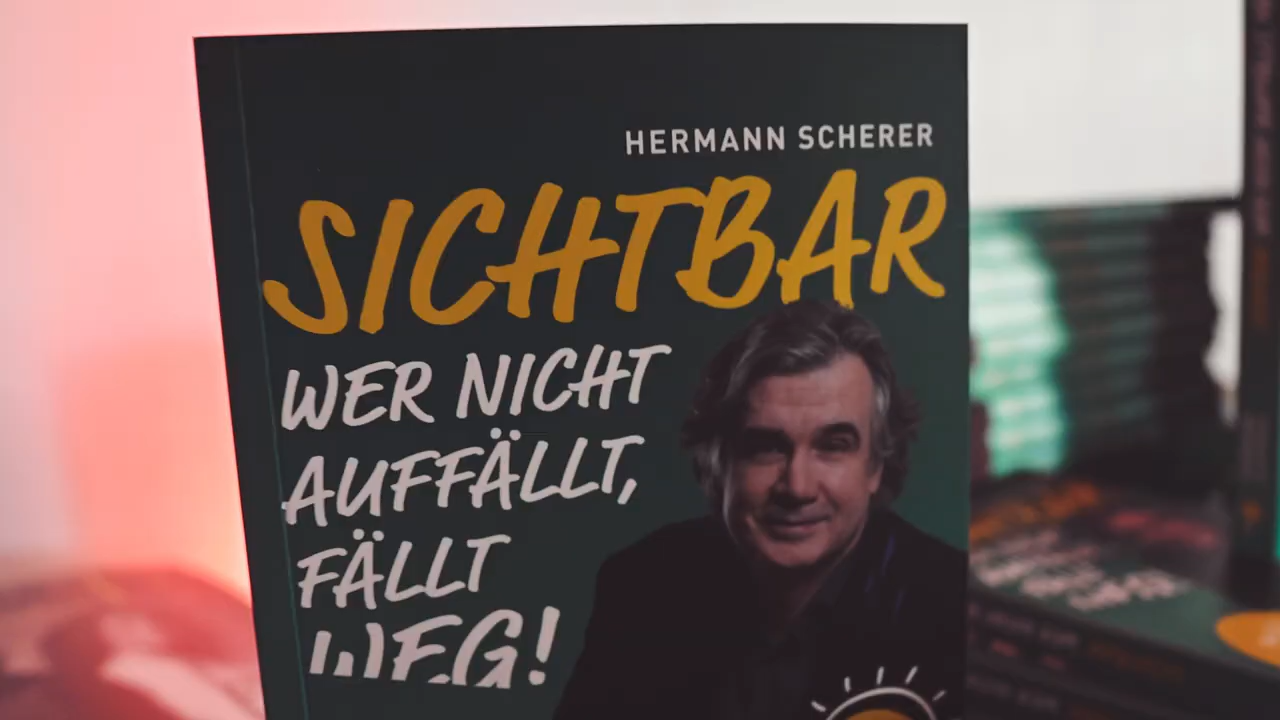 HERMANN SCHERER
SICHTBAR
WER NICHT
AUFFÄLLT,
FÄLLT
WEG!